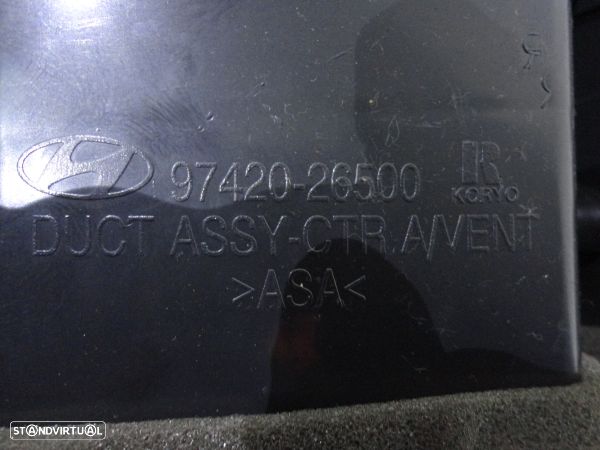 97420-26500
KORYO
DUCT ASSY-CTR.A/VENT
>ASA<
STANDVIRTUAL